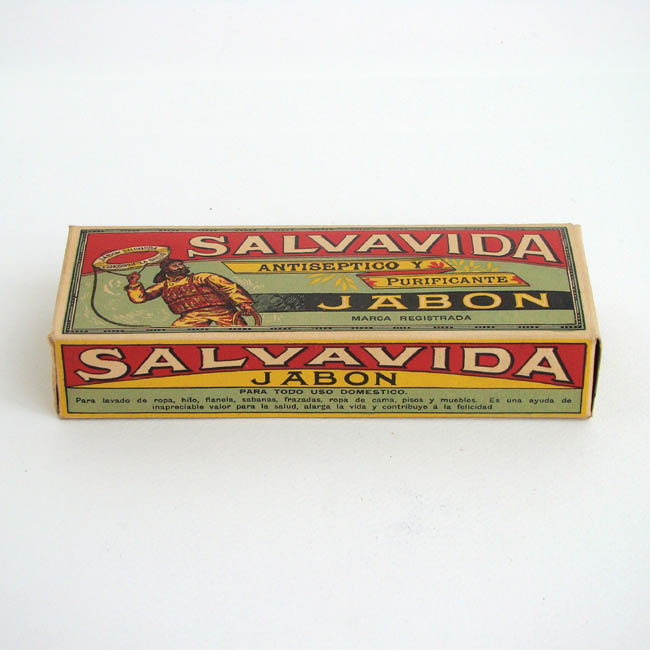 SALVAVIDA
ANTISEPTICO Y
PURIFICANTE
JABON
MARCA REGISTRADA
SALVAVIDA
JABON
PARA TODO USO DOMESTICO.
Para lavado de ropa, hilo, flanela, sabanas, frazadas, ropa de cama, pisos y muebles. Es una ayuda de
inapreciable valor para la salud, alarga la vida y contribuye á la felicidad